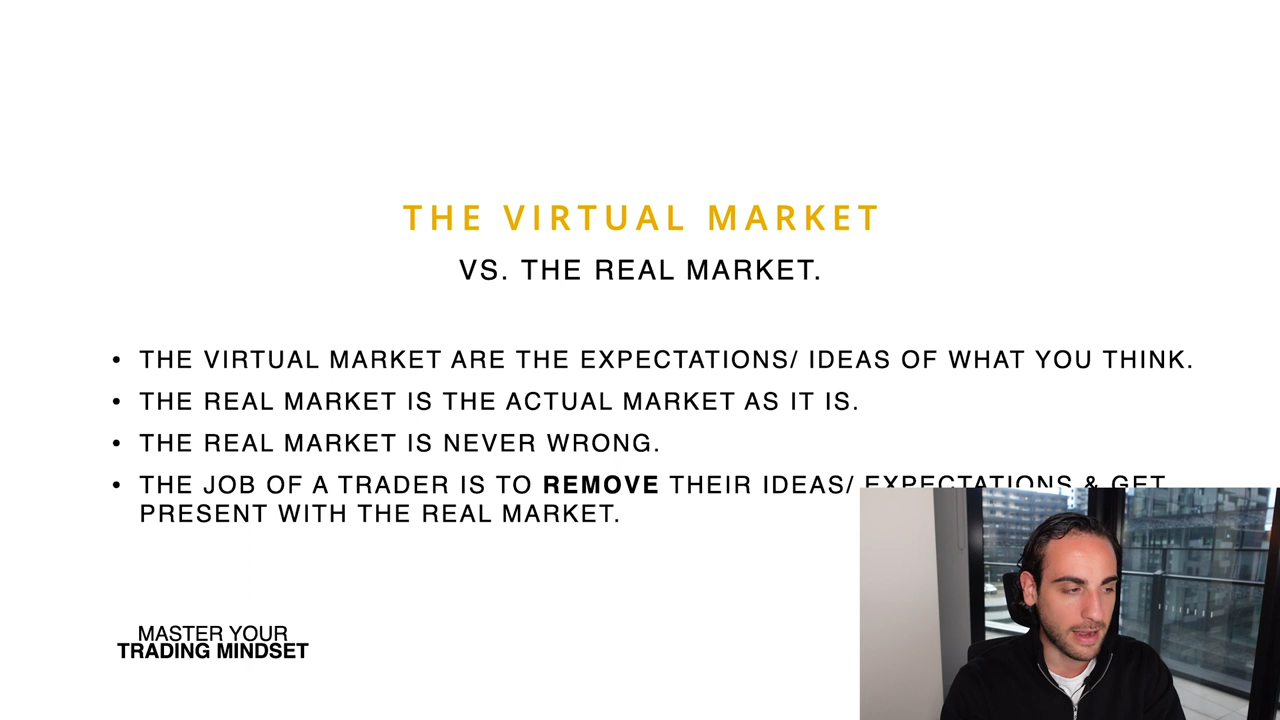 THE VIRTUAL MARKET
VS. THE REAL MARKET.
• THE VIRTUAL MARKET ARE THE EXPECTATIONS/ IDEAS OF WHAT YOU THINK.
• THE REAL MARKET IS THE ACTUAL MARKET AS IT IS.
• THE REAL MARKET IS NEVER WRONG.
• THE JOB OF A TRADER IS TO REMOVE THEIR IDEAS/ EXPECTATIONS & GET
PRESENT WITH THE REAL MARKET.
MASTER YOUR
TRADING MINDSET